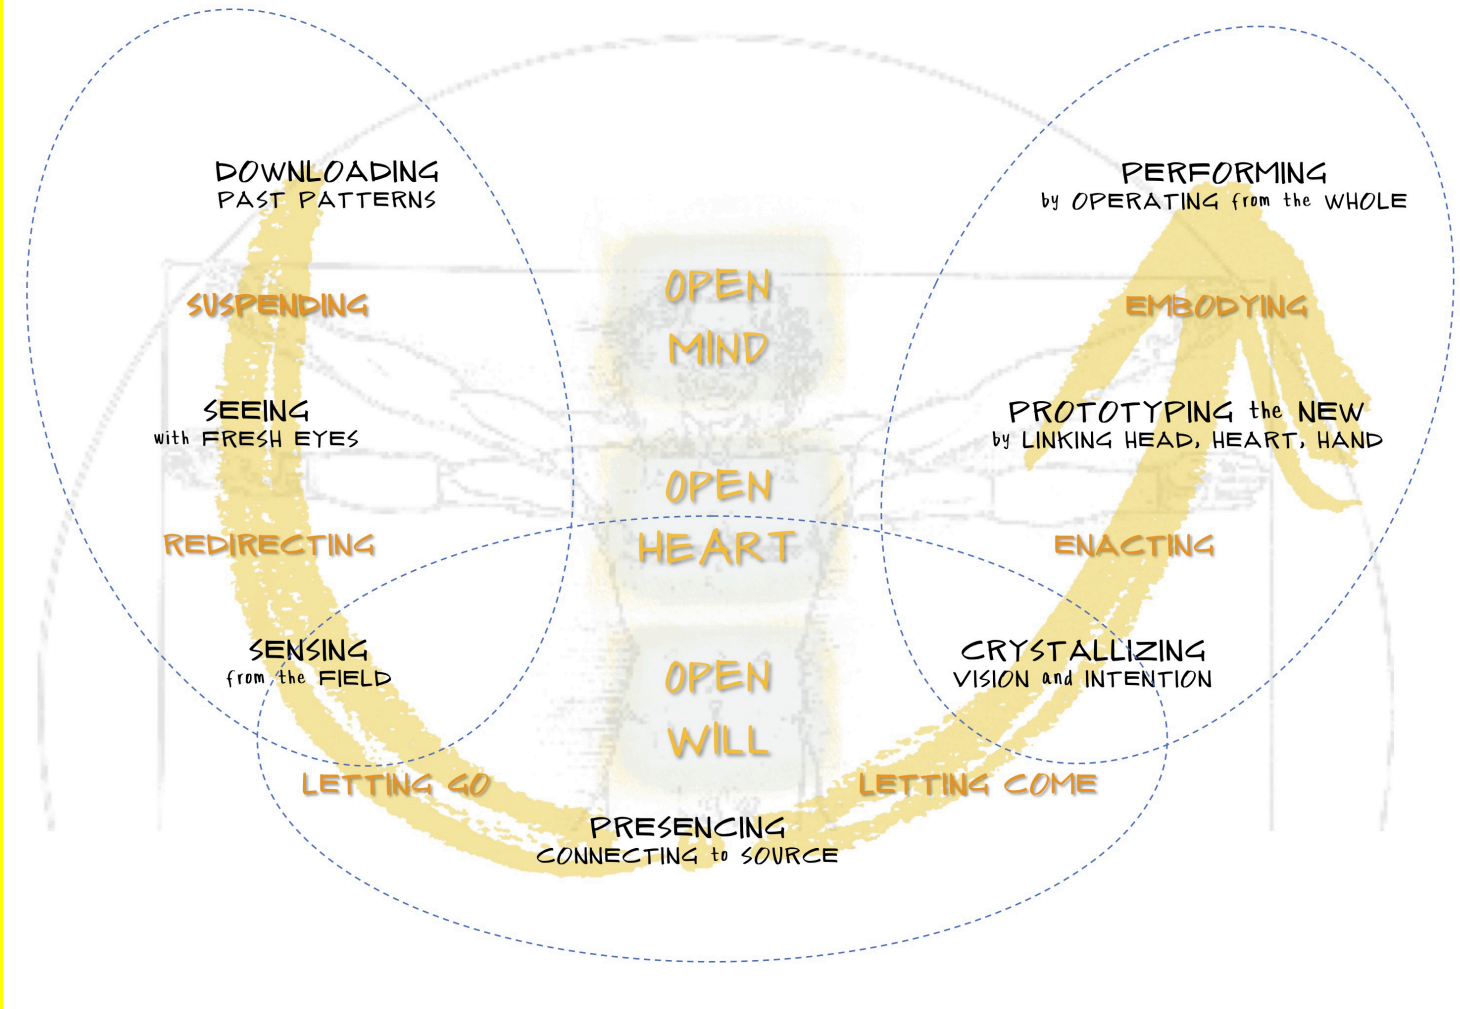 DOWNLOADING
PAST PATTERNS
SUSPENDING
SEEING
with FRESH EYES
REDIRECTING
SENSING
from the FIELD
LETTING GO
PRESENCING
CONNECTING to SOURCE
OPEN
MIND
OPEN
HEART
OPEN
WILL
PERFORMING
by OPERATING from the WHOLE
EMBODYING
PROTOTYPING the NEW
by LINKING HEAD, HEART, HAND
ENACTING
CRYSTALLIZING
VISION and INTENTION
LETTING COME